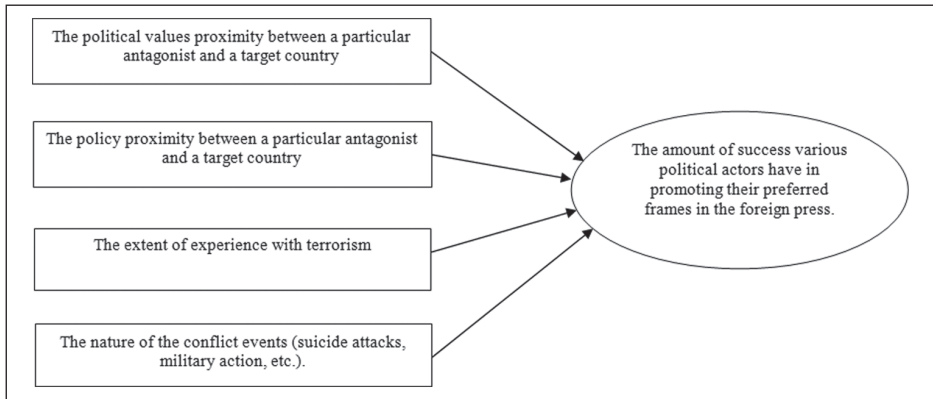 The political values proximity between a particular
antagonist and a target country
The policy proximity between a particular antagonist
and a target country
The extent of experience with terrorism
The nature of the conflict events (suicide attacks,
military action, etc.).
The amount of success various
political actors have in
promoting their preferred
frames in the foreign press.